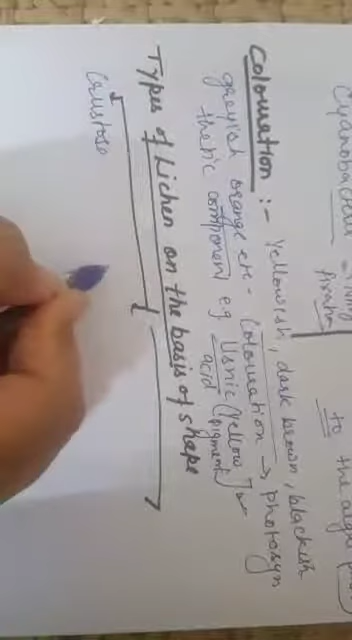 Cyanobacteria -
to the algal
Colouration :- Yellowish, dark brown, blackish
greyish orange etc- Colouration → photosyn
thetic component eg Usnic (Yellow
acid pigment)
Types of Lichen on the basis of shape
Crustose